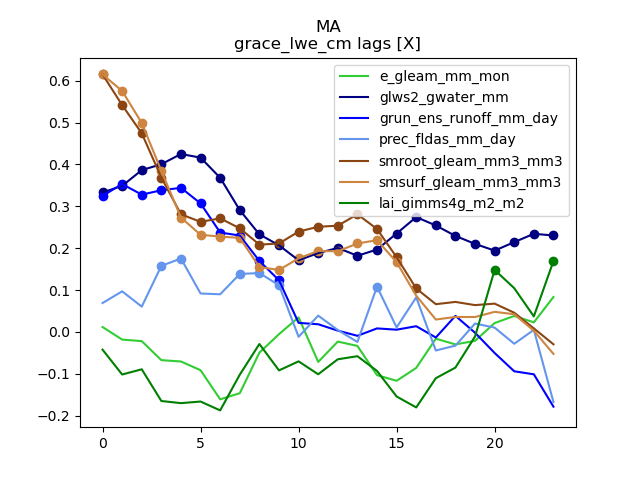 MA
grace_lwe_cm lags [X]
e_gleam_mm_mon
glws2_gwater_mm
grun_ens_runoff_mm_day
prec_fldas_mm_day
smroot_gleam_mm3_mm3
smsurf_gleam_mm3_mm3
lai_gimms4g_m2_m2
0.6
0.5
0.4
0.3
0.2
0.1
0.0
−0.1
−0.2
0 5 10 15 20